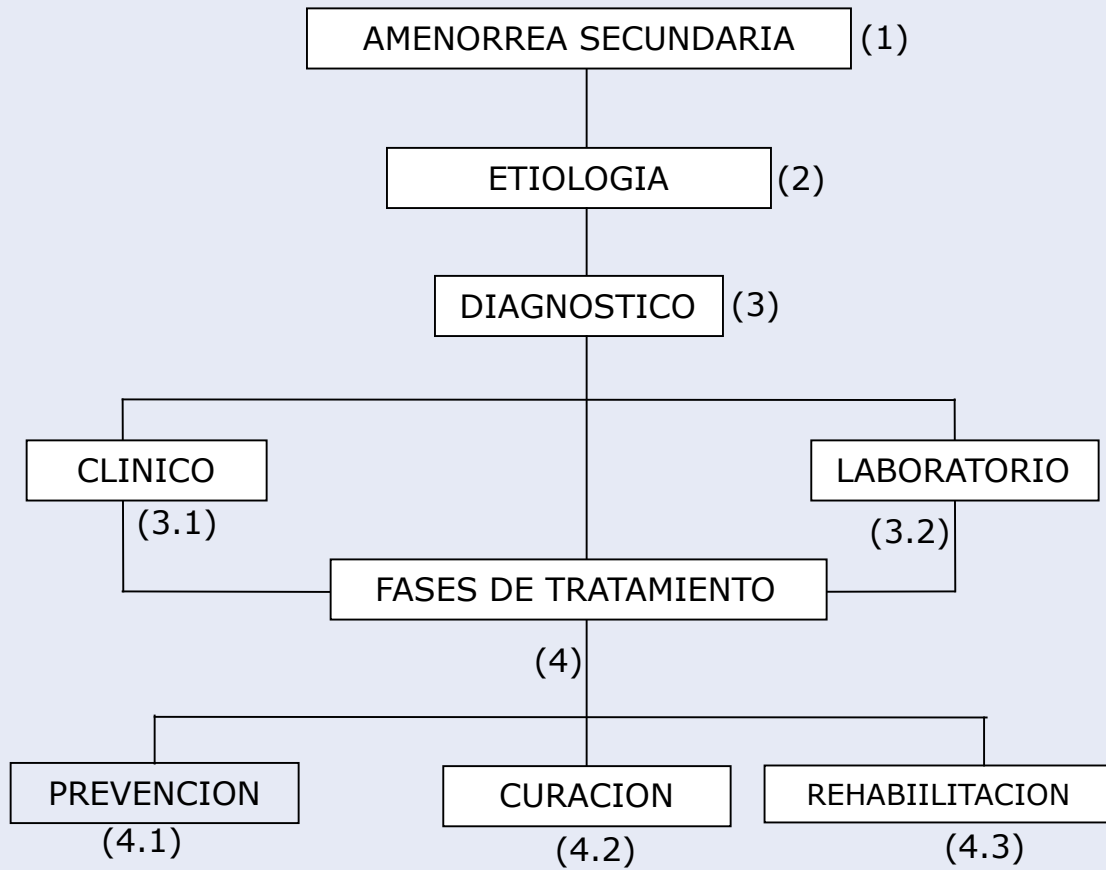 AMENORREA SECUNDARIA (1)
ETIOLOGIA (2)
DIAGNOSTICO (3)
CLINICO
(3.1)
LABORATORIO
(3.2)
FASES DE TRATAMIENTO
(4)
PREVENCION
(4.1)
CURACION
(4.2)
REHABIILITACION
(4.3)